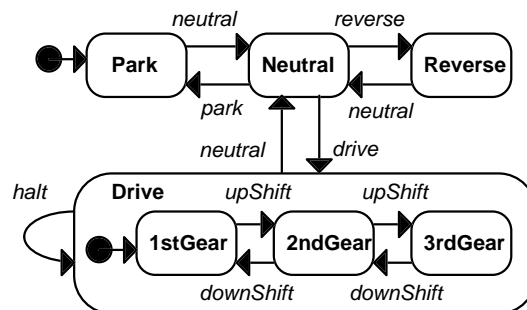 neutral reverse
Park Neutral Reverse
park neutral
neutral drive
halt Drive upShift upShift
1stGear 2ndGear 3rdGear
downShift downShift